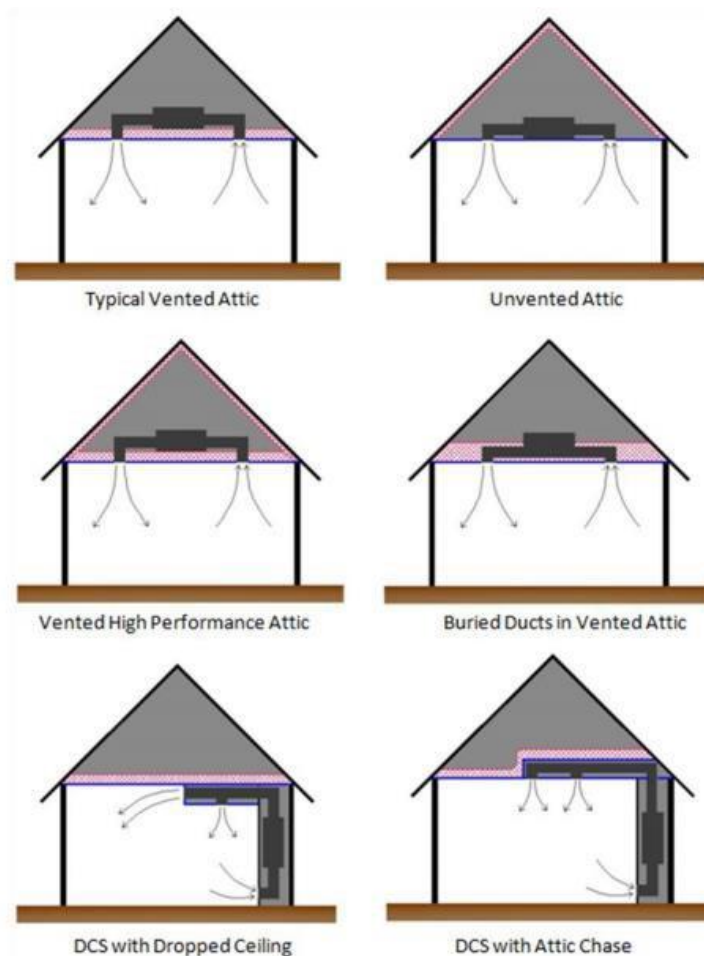 Typical Vented Attic
Unvented Attic
Vented High Performance Attic
Buried Ducts in Vented Attic
DCS with Dropped Ceiling
DCS with Attic Chase